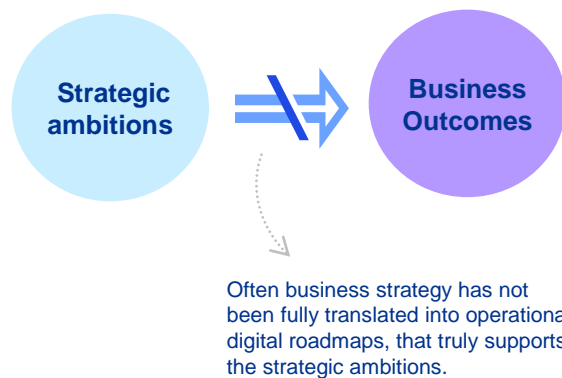 Strategic
ambitions
Business
Outcomes
Often business strategy has not
been fully translated into operationa
digital roadmaps, that truly supports
the strategic ambitions.